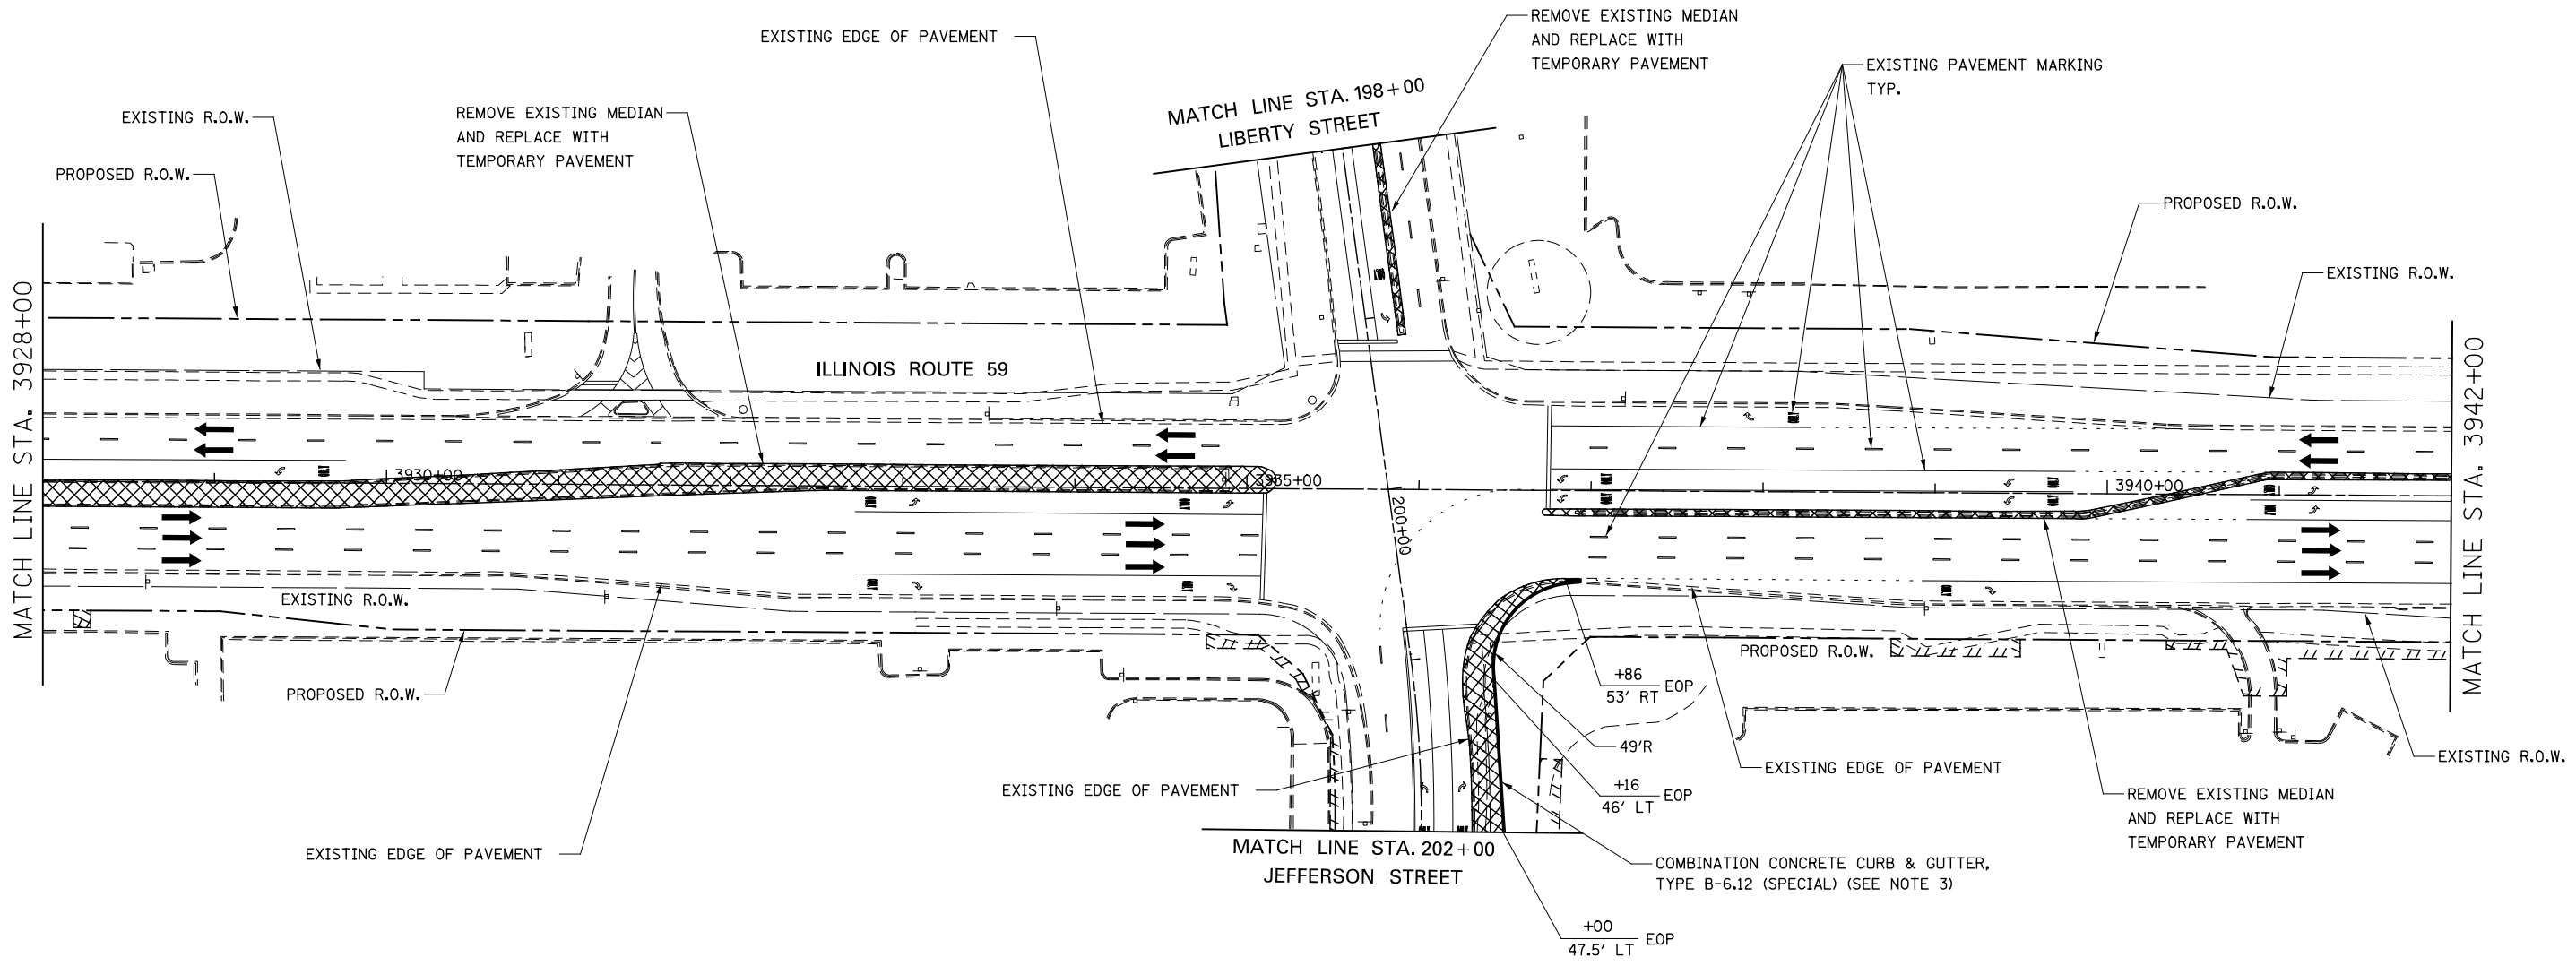 REMOVE EXISTING MEDIAN
AND REPLACE WITH
TEMPORARY PAVEMENT
EXISTING EDGE OF PAVEMENT
EXISTING PAVEMENT MARKING
TYP.
MATCH LINE STA. 198+00
LIBERTY STREET
EXISTING R.O.W.
REMOVE EXISTING MEDIAN
AND REPLACE WITH
TEMPORARY PAVEMENT
PROPOSED R.O.W.
PROPOSED R.O.W.
EXISTING R.O.W.
MATCH LINE STA. 3928+00
ILLINOIS ROUTE 59
MATCH LINE STA. 3942+00
3930+00
3935+00
3940+00
200+00
EXISTING R.O.W.
PROPOSED R.O.W.
PROPOSED R.O.W.
+86
53' RT
EOP
49'R
EXISTING EDGE OF PAVEMENT
EXISTING R.O.W.
EXISTING EDGE OF PAVEMENT
+16
46' LT
EOP
REMOVE EXISTING MEDIAN
AND REPLACE WITH
TEMPORARY PAVEMENT
EXISTING EDGE OF PAVEMENT
MATCH LINE STA. 202+00
JEFFERSON STREET
COMBINATION CONCRETE CURB & GUTTER,
TYPE B-6.12 (SPECIAL) (SEE NOTE 3)
+00
47.5' LT
EOP